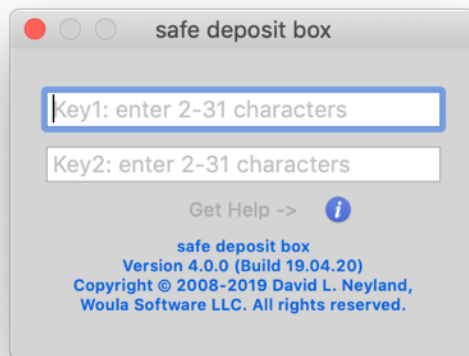 safe deposit box
Key1: enter 2-31 characters
Key2: enter 2-31 characters
Get Help ->
i
safe deposit box
Version 4.0.0 (Build 19.04.20)
Copyright © 2008-2019 David L. Neyland,
Woula Software LLC. All rights reserved.